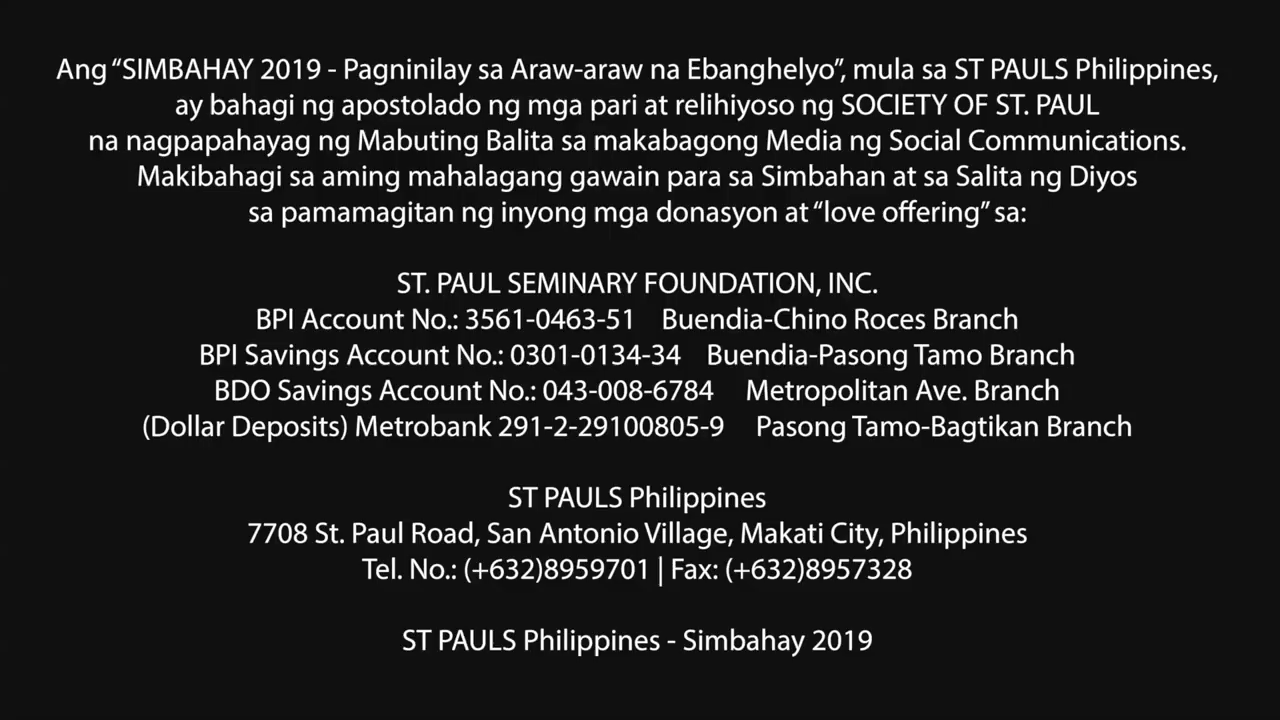 Ang “SIMBAHAY 2019 - Pagninilay sa Araw-araw na Ebanghelyo”, mula sa ST PAULS Philippines,
ay bahagi ng apostolado ng mga pari at relihiyoso ng SOCIETY OF ST. PAUL
na nagpapahayag ng Mabuting Balita sa makabagong Media ng Social Communications.
Makibahagi sa aming mahalagang gawain para sa Simbahan at sa Salita ng Diyos
sa pamamagitan ng inyong mga donasyon at “love offering” sa:
ST. PAUL SEMINARY FOUNDATION, INC.
BPI Account No.: 3561-0463-51 Buendia-Chino Roces Branch
BPI Savings Account No.: 0301-0134-34 Buendia-Pasong Tamo Branch
BDO Savings Account No.: 043-008-6784 Metropolitan Ave. Branch
(Dollar Deposits) Metrobank 291-2-29100805-9 Pasong Tamo-Bagtikan Branch
ST PAULS Philippines
7708 St. Paul Road, San Antonio Village, Makati City, Philippines
Tel. No.: (+632)8959701 | Fax: (+632)8957328
ST PAULS Philippines - Simbahay 2019